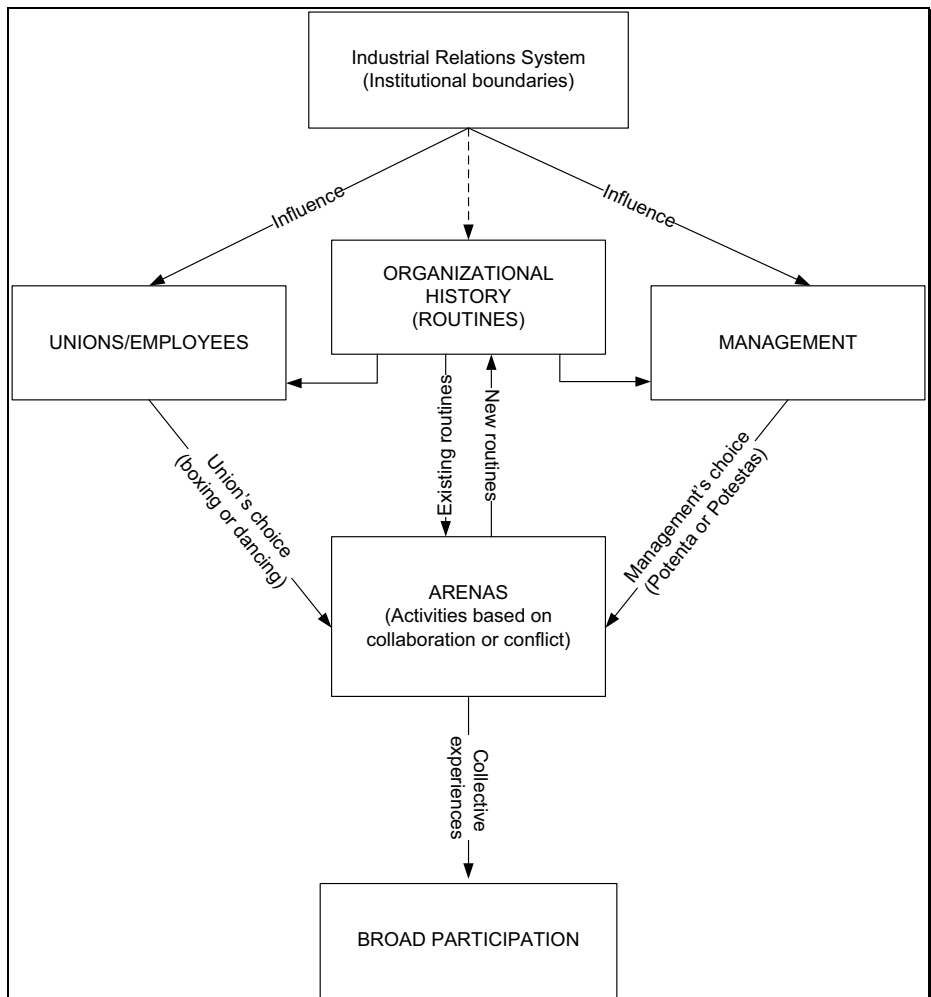 Industrial Relations System
(Institutional boundaries)
Influence
Influence
ORGANIZATIONAL
HISTORY
(ROUTINES)
UNIONS/EMPLOYEES
MANAGEMENT
Existing routines
New routines
Union's choice
(boxing or dancing)
Management's choice
(Potenta or Potestas)
ARENAS
(Activities based on
collaboration or conflict)
Collective
experiences
BROAD PARTICIPATION